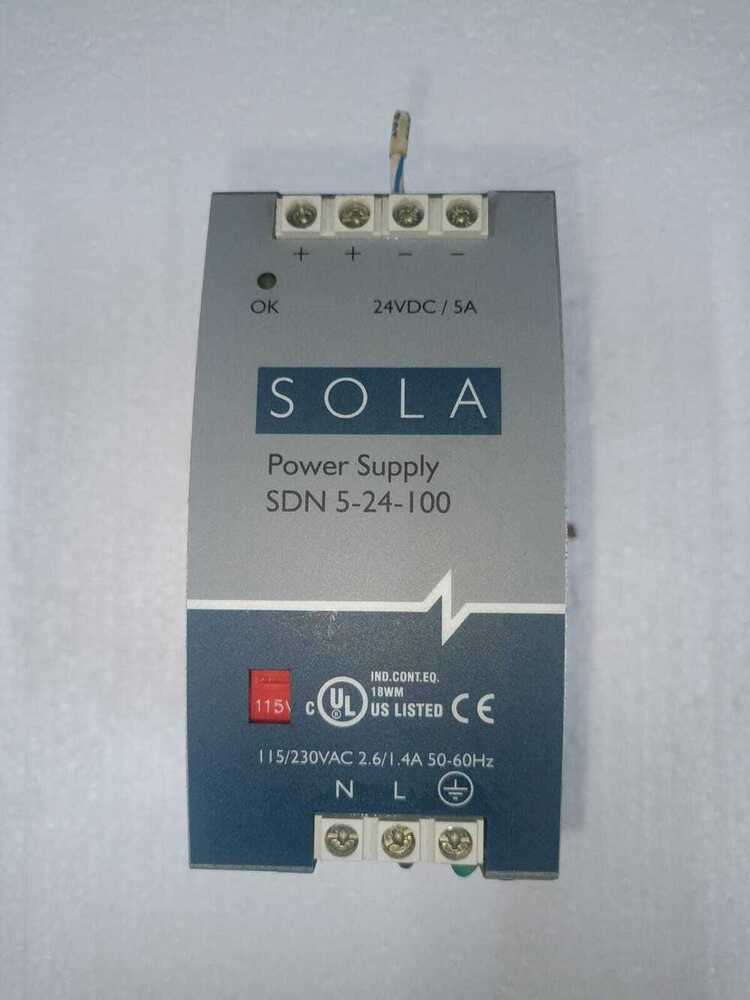 + + – –
OK 24VDC / 5A
SOLA
Power Supply
SDN 5-24-100
115V
C UL ® US LISTED
IND.CONT.EQ.
18WM
CE
115/230VAC 2.6/1.4A 50-60Hz
N L